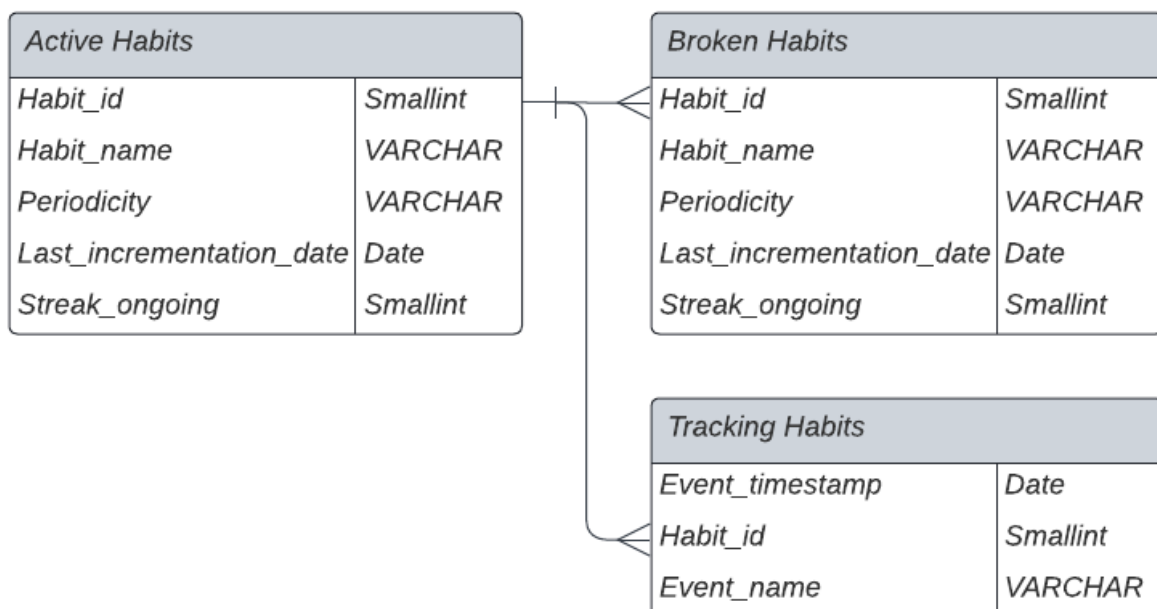 Active Habits
Habit_id Smallint
Habit_name VARCHAR
Periodicity VARCHAR
Last_incrementation_date Date
Streak_ongoing Smallint
Broken Habits
Habit_id Smallint
Habit_name VARCHAR
Periodicity VARCHAR
Last_incrementation_date Date
Streak_ongoing Smallint
Tracking Habits
Event_timestamp Date
Habit_id Smallint
Event_name VARCHAR